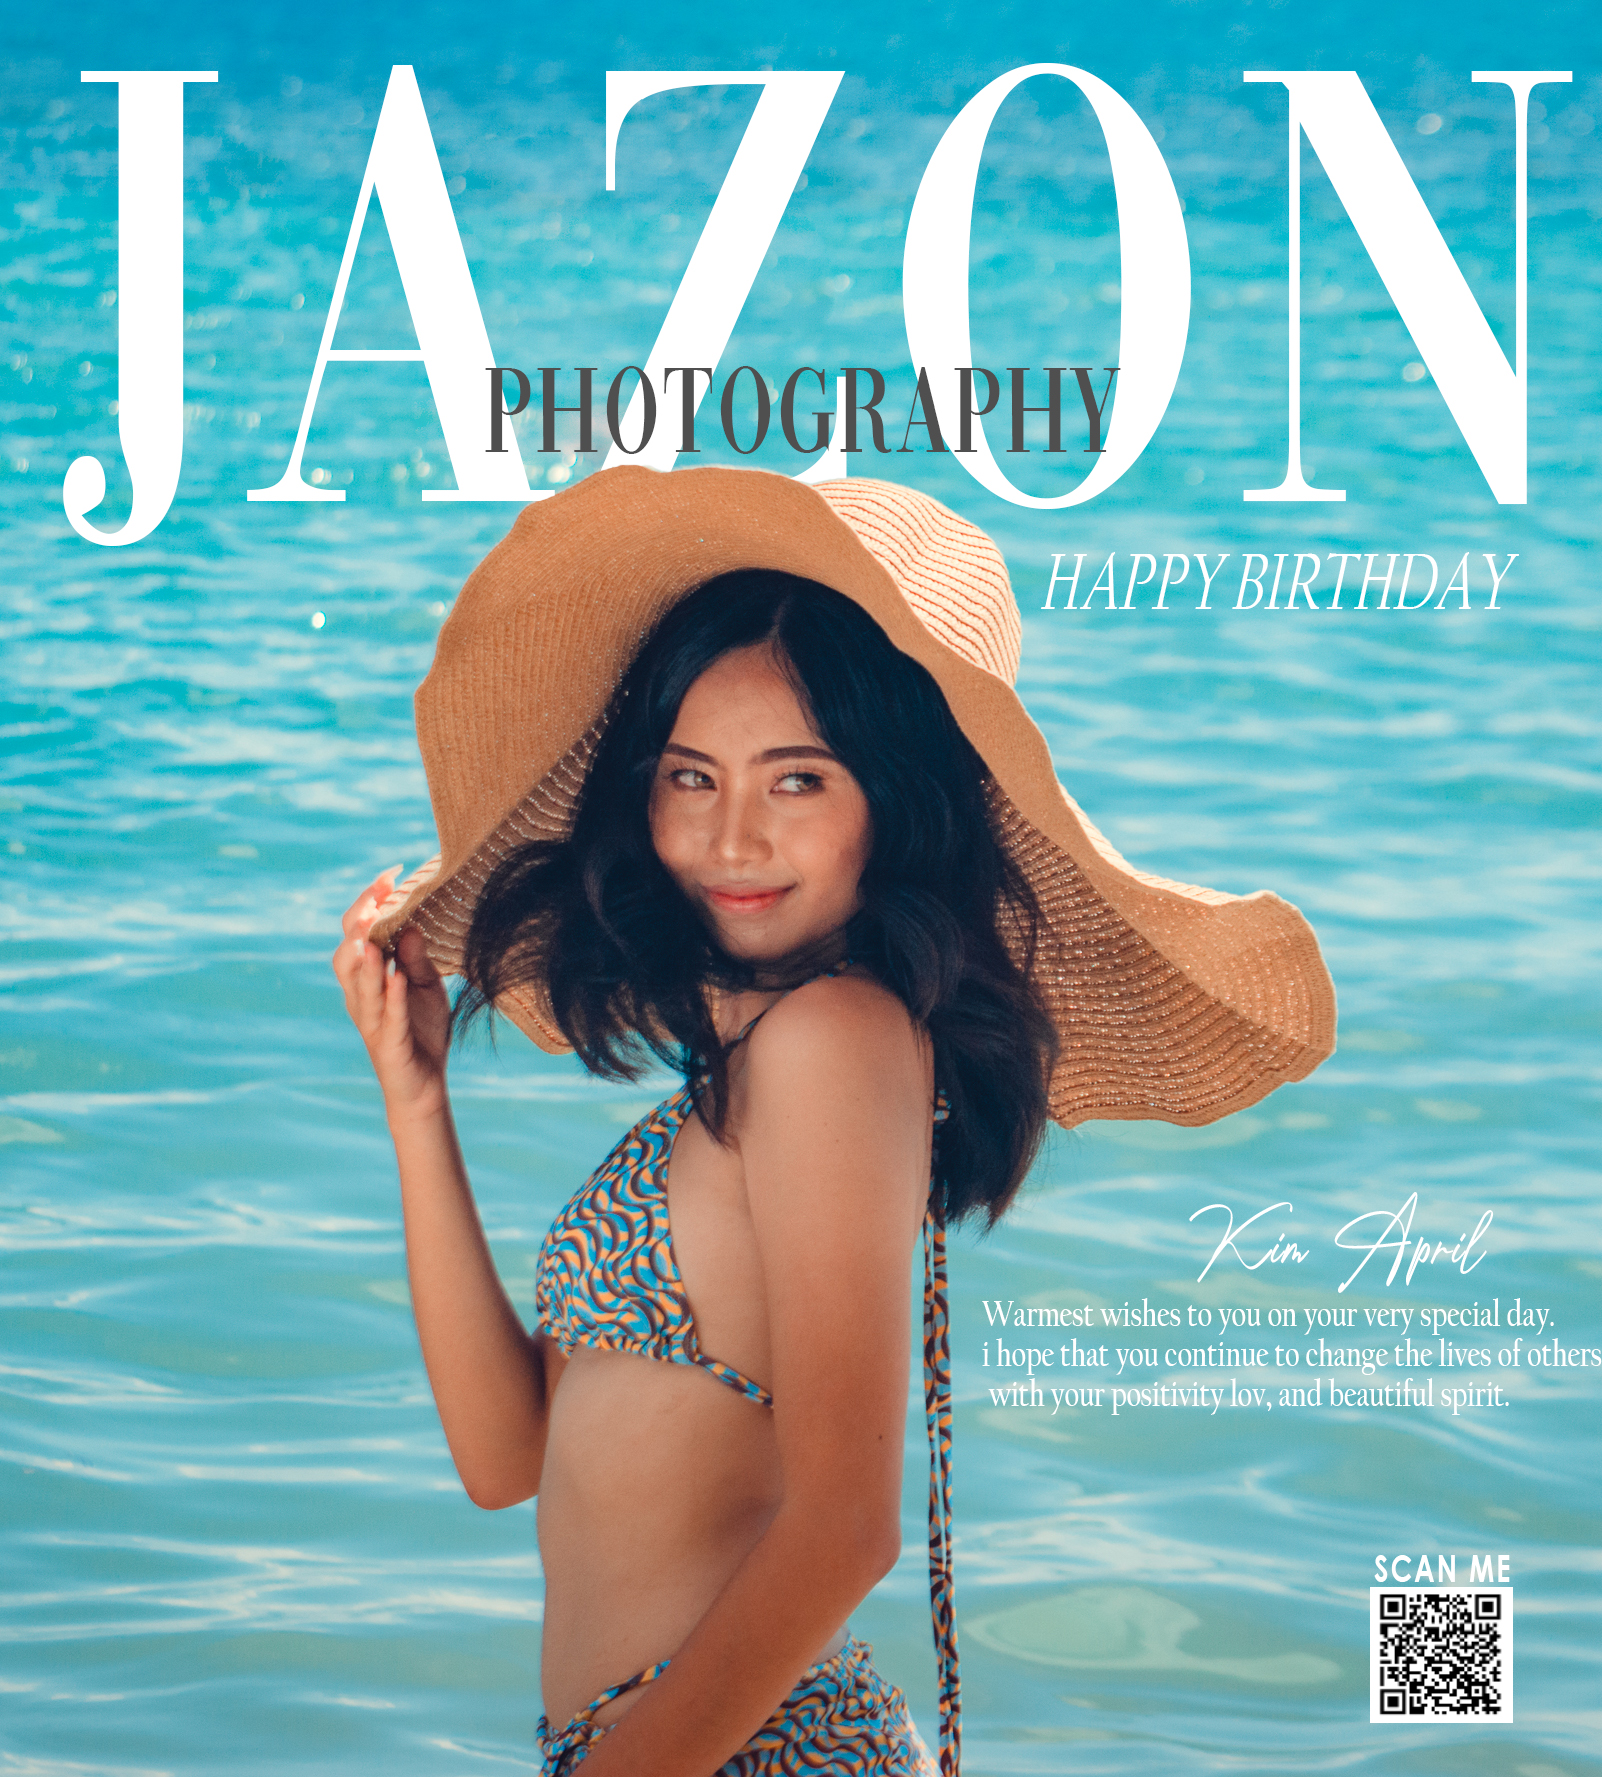 JAZON
PHOTOGRAPHY
HAPPY BIRTHDAY
Kim April
Warmest wishes to you on your very special day.
i hope that you continue to change the lives of others
with your positivity lov, and beautiful spirit.
SCAN ME